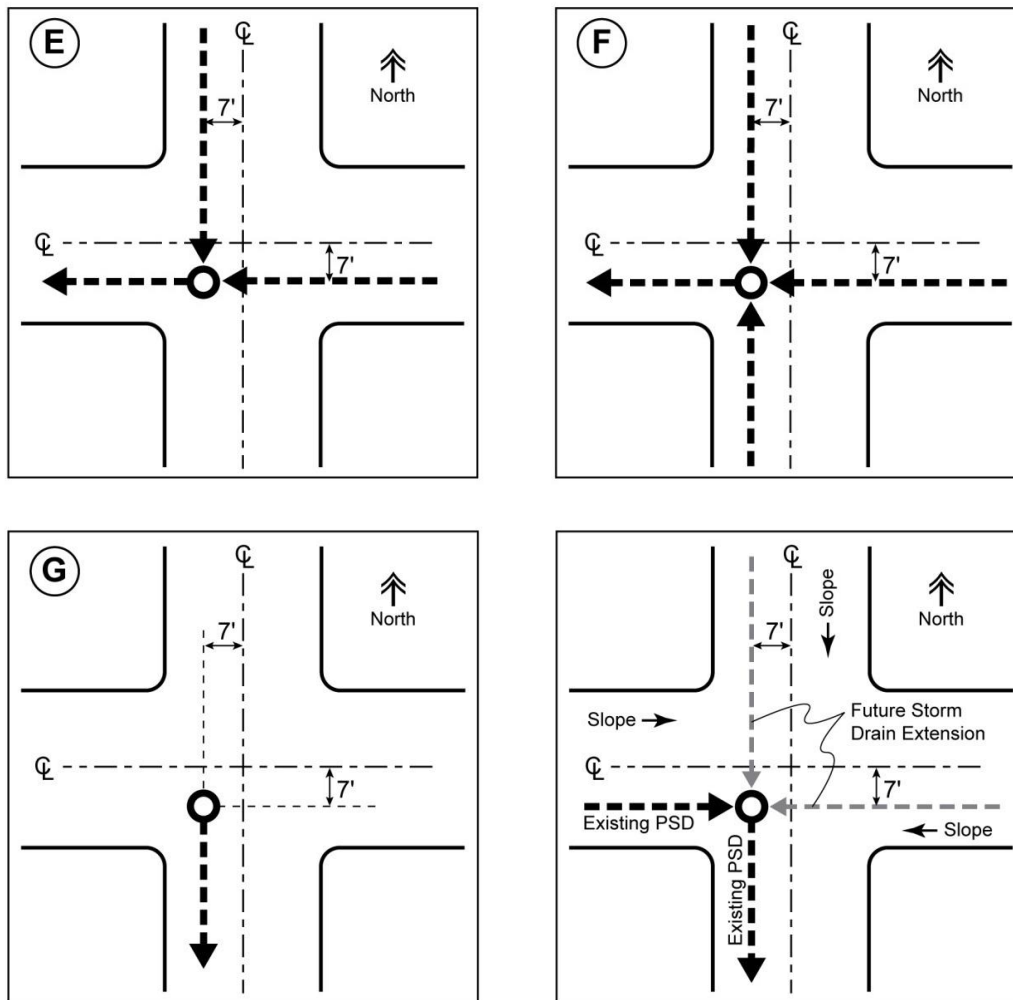 E
℄
7'
North
℄
7'
F
℄
7'
North
℄
7'
G
℄
7'
North
℄
7'
℄
Slope
7'
North
Slope
Future Storm
Drain Extension
℄
7'
Existing PSD
Slope
Existing PSD